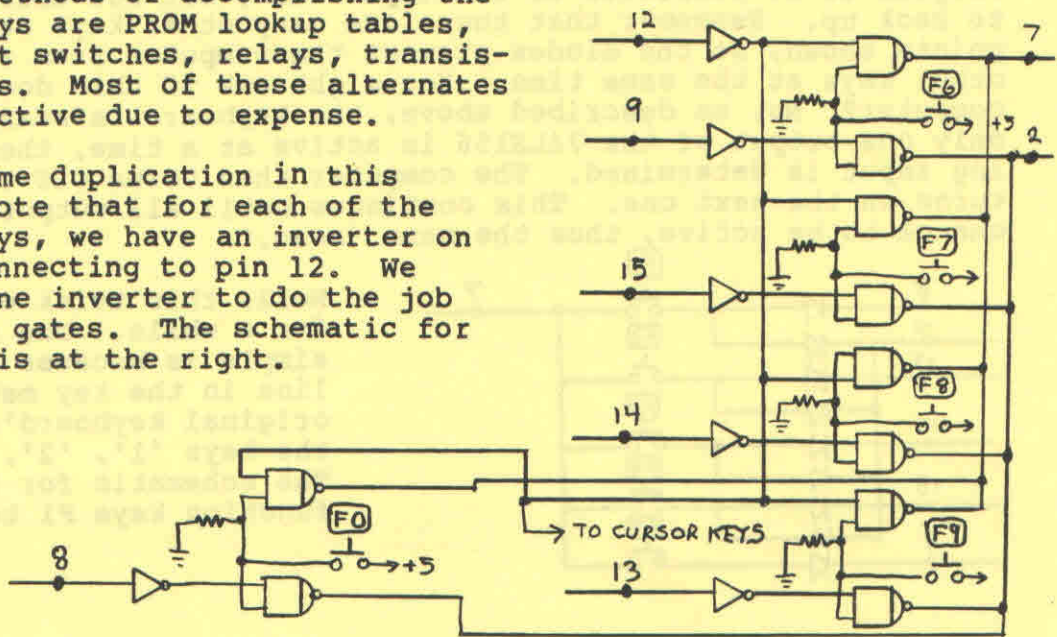 ethods of accomplishing the
ys are PROM lookup tables,
t switches, relays, transis-
s. Most of these alternates
ctive due to expense.
me duplication in this
ote that for each of the
ys, we have an inverter on
nnecting to pin 12. We
ne inverter to do the job
gates. The schematic for
is at the right.
12
7
F6
+5
9
2
F7
15
F8
14
TO CURSOR KEYS
F0
+5
8
F9
13